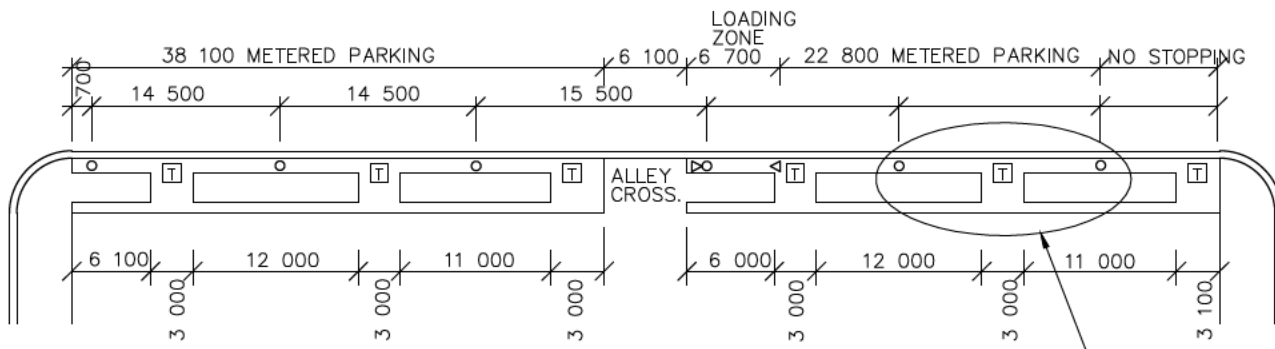 LOADING
ZONE
38 100 METERED PARKING
6 100
6 700
22 800 METERED PARKING
NO STOPPING
700
14 500
14 500
15 500
T
T
T
ALLEY
CROSS.
T
T
T
6 100
12 000
11 000
6 000
12 000
11 000
3 000
3 000
3 000
3 000
3 000
3 100